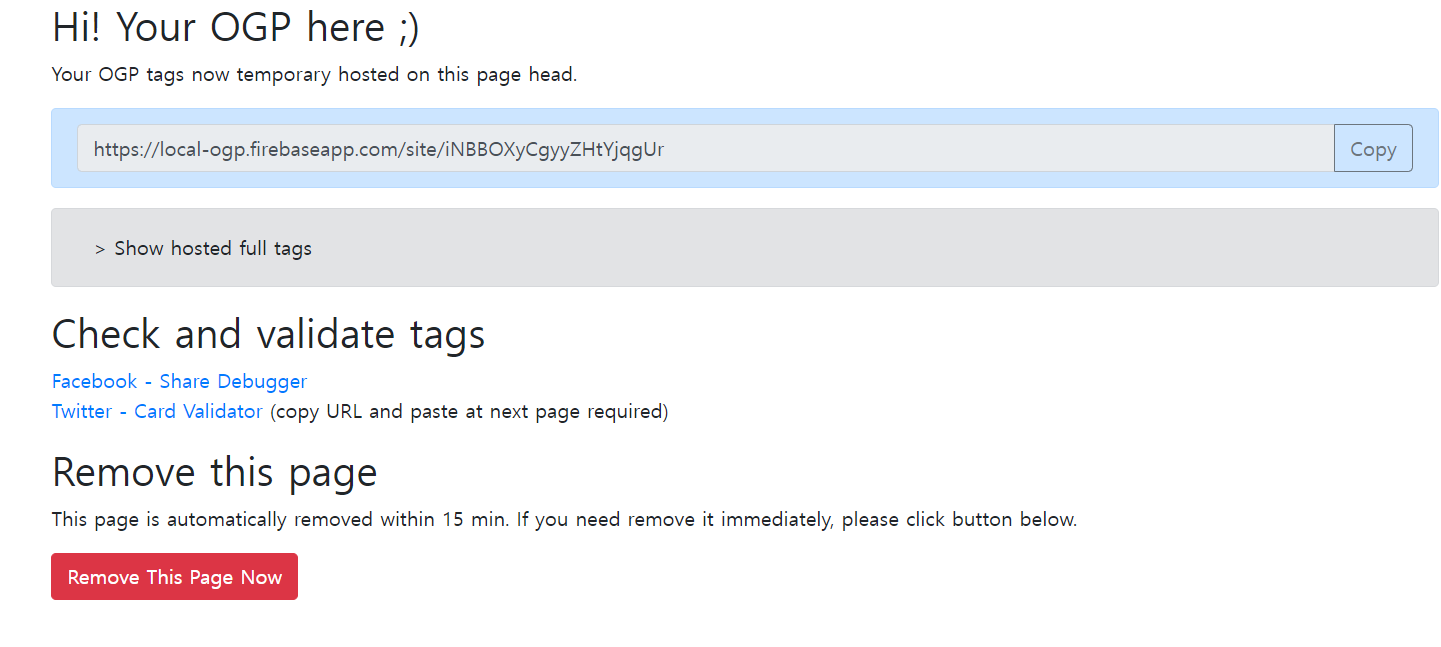 Hi! Your OGP here ;)
Your OGP tags now temporary hosted on this page head.
https://local-ogp.firebaseapp.com/site/iNBBOXyCgyyZHtYjqgUr
Copy
> Show hosted full tags
Check and validate tags
Facebook - Share Debugger
Twitter - Card Validator (copy URL and paste at next page required)
Remove this page
This page is automatically removed within 15 min. If you need remove it immediately, please click button below.
Remove This Page Now